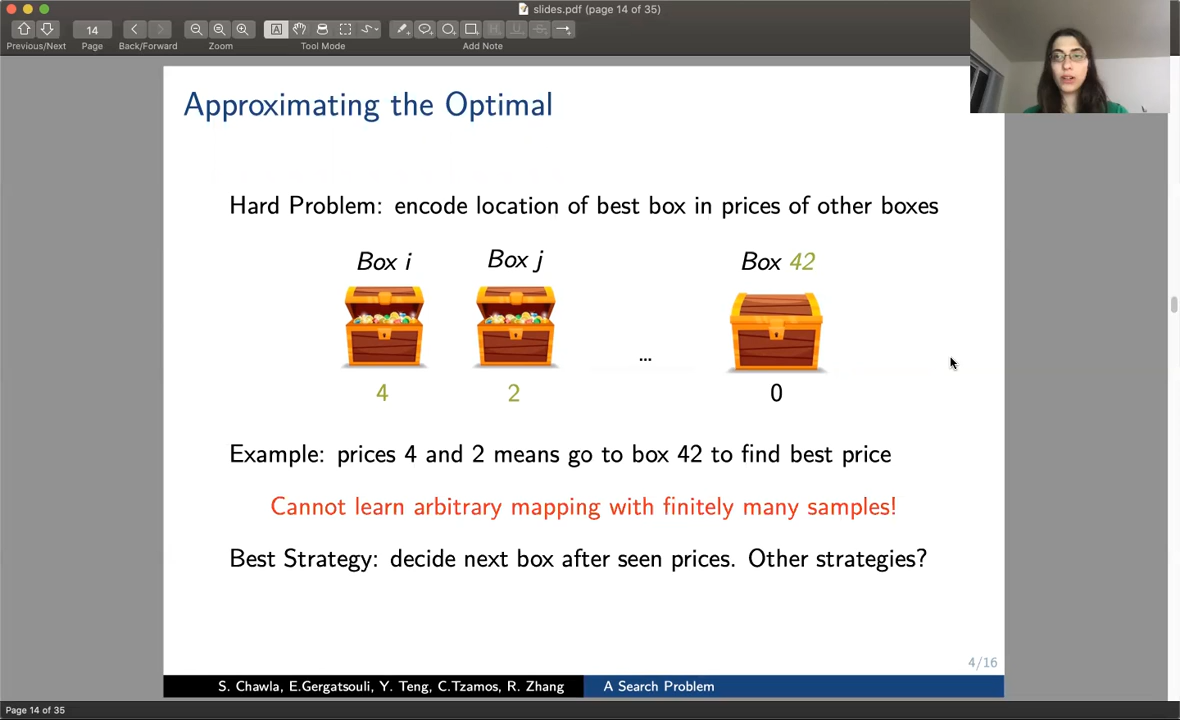 slides.pdf (page 14 of 35)
14
Previous/Next
Page
Back/Forward
Zoom
Tool Mode
Add Note
Approximating the Optimal
Hard Problem: encode location of best box in prices of other boxes
Box i
Box j
Box 42
...
4
2
0
Example: prices 4 and 2 means go to box 42 to find best price
Cannot learn arbitrary mapping with finitely many samples!
Best Strategy: decide next box after seen prices. Other strategies?
4/16
S. Chawla, E.Gergatsouli, Y. Teng, C.Tzamos, R. Zhang
A Search Problem
Page 14 of 35